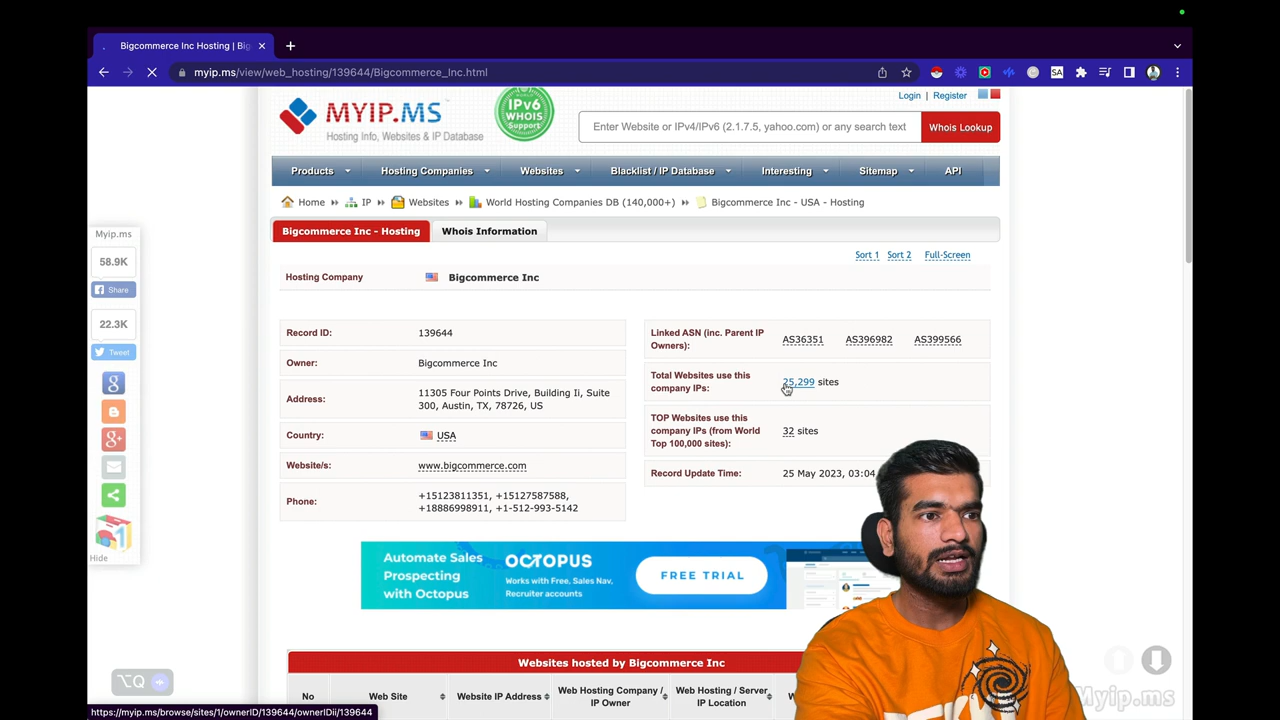 Bigcommerce Inc Hosting | Big
myip.ms/view/web_hosting/139644/Bigcommerce_Inc.html
SA
MYIP.MS
Hosting Info, Websites & IP Database
IPv6
WHOIS
Support
Login | Register
Enter Website or IPv4/IPv6 (2.1.7.5, yahoo.com) or any search text
Whois Lookup
Products Hosting Companies Websites Blacklist / IP Database Interesting Sitemap API
Home IP Websites World Hosting Companies DB (140,000+) Bigcommerce Inc - USA - Hosting
Bigcommerce Inc - Hosting Whois Information
Sort 1 Sort 2 Full-Screen
Hosting Company Bigcommerce Inc
Record ID: 139644
Owner: Bigcommerce Inc
Address: 11305 Four Points Drive, Building Ii, Suite
300, Austin, TX, 78726, US
Country: USA
Website/s: www.bigcommerce.com
Phone: +15123811351, +15127587588,
+18886998911, +1-512-993-5142
Linked ASN (inc. Parent IP
Owners): AS36351 AS396982 AS399566
Total Websites use this
company IPs: 25,299 sites
TOP Websites use this
company IPs (from World
Top 100,000 sites): 32 sites
Record Update Time: 25 May 2023, 03:04
Myip.ms
58.9K
Share
22.3K
Tweet
Hide
Automate Sales
Prospecting
with Octopus
OCTOPUS
Works with Free, Sales Nav,
Recruiter accounts
FREE TRIAL
Websites hosted by Bigcommerce Inc
No Web Site Website IP Address Web Hosting Company /
IP Owner Web Hosting / Server
IP Location
⌥Q
Myip.ms
https://myip.ms/browse/sites/1/ownerID/139644/ownerIDii/139644